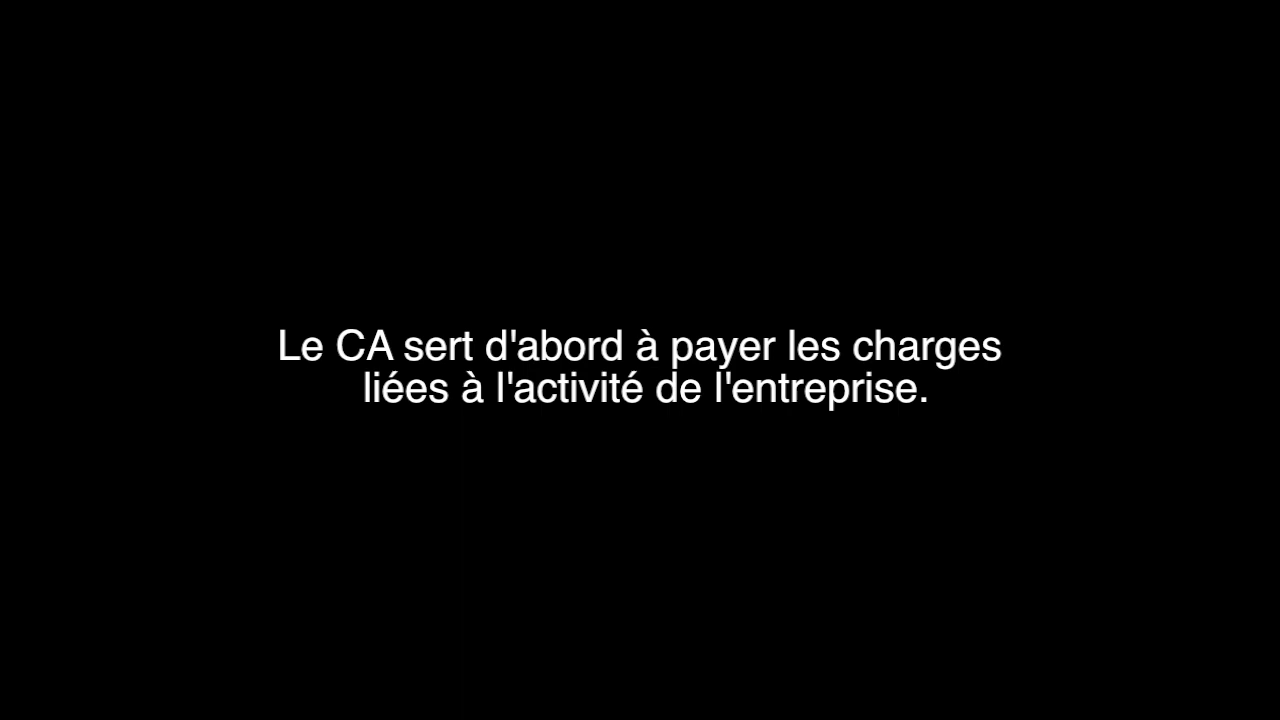 Le CA sert d'abord à payer les charges
liées à l'activité de l'entreprise.